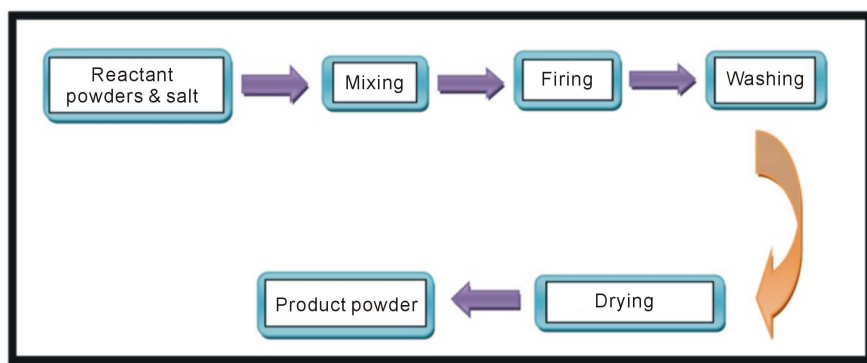 Reactant
powders & salt
Mixing
Firing
Washing
Drying
Product powder